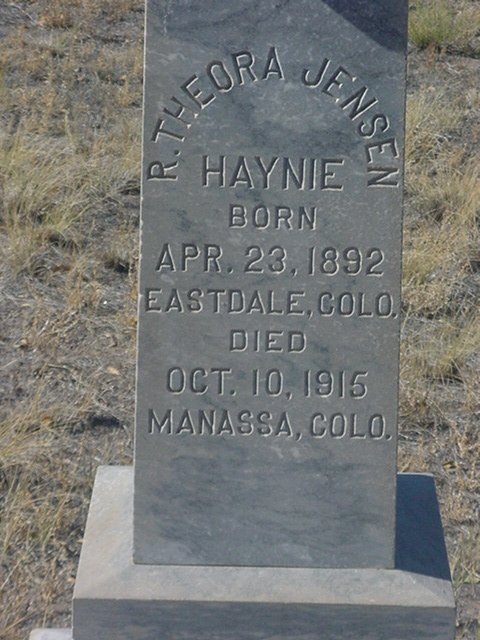 R. THEORA JENSEN
HAYNIE
BORN
APR. 23, 1892
EASTDALE, COLO.
DIED
OCT. 10, 1915
MANASSA, COLO.